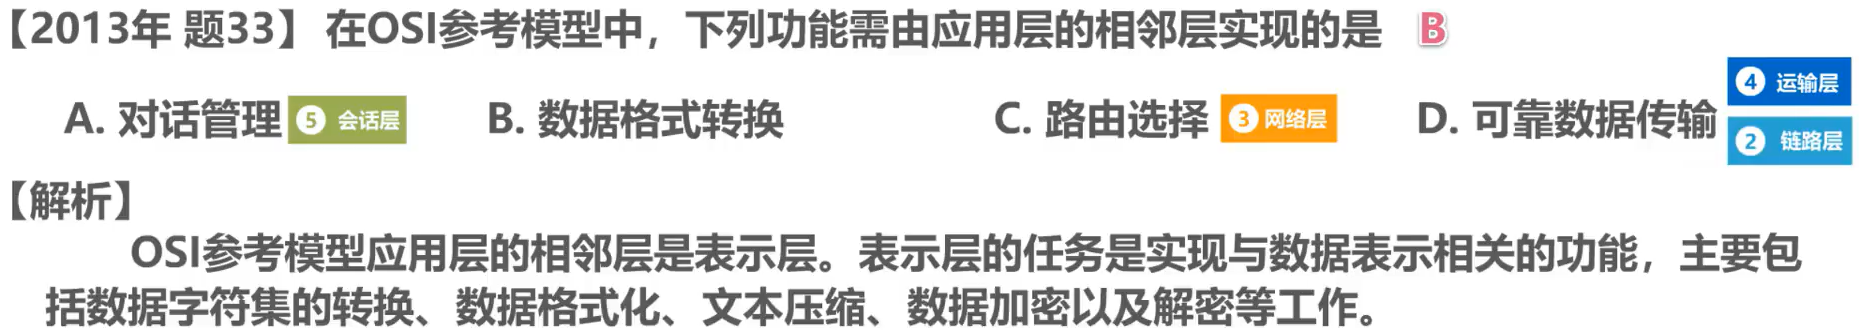 【2013年 题33】 在OSI参考模型中，下列功能需由应用层的相邻层实现的是 B
A. 对话管理 5 会话层 B. 数据格式转换 C. 路由选择 3 网络层 D. 可靠数据传输 4 运输层 2 链路层
【解析】
OSI参考模型应用层的相邻层是表示层。表示层的任务是实现与数据表示相关的功能，主要包
括数据字符集的转换、数据格式化、文本压缩、数据加密以及解密等工作。